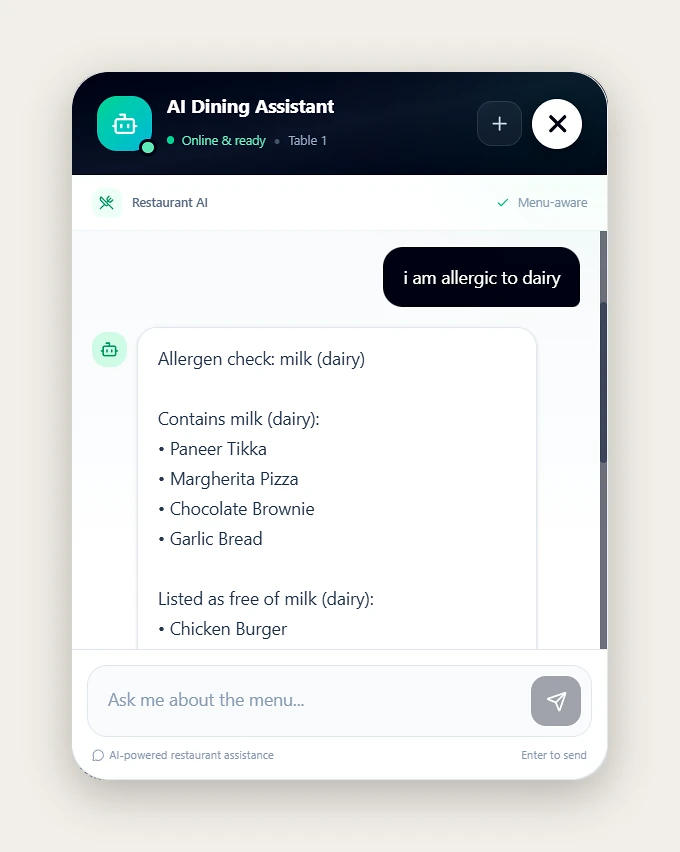 AI Dining Assistant
Online & ready • Table 1
Restaurant AI
Menu-aware
i am allergic to dairy
Allergen check: milk (dairy)
Contains milk (dairy):
• Paneer Tikka
• Margherita Pizza
• Chocolate Brownie
• Garlic Bread
Listed as free of milk (dairy):
• Chicken Burger
Ask me about the menu...
AI-powered restaurant assistance
Enter to send